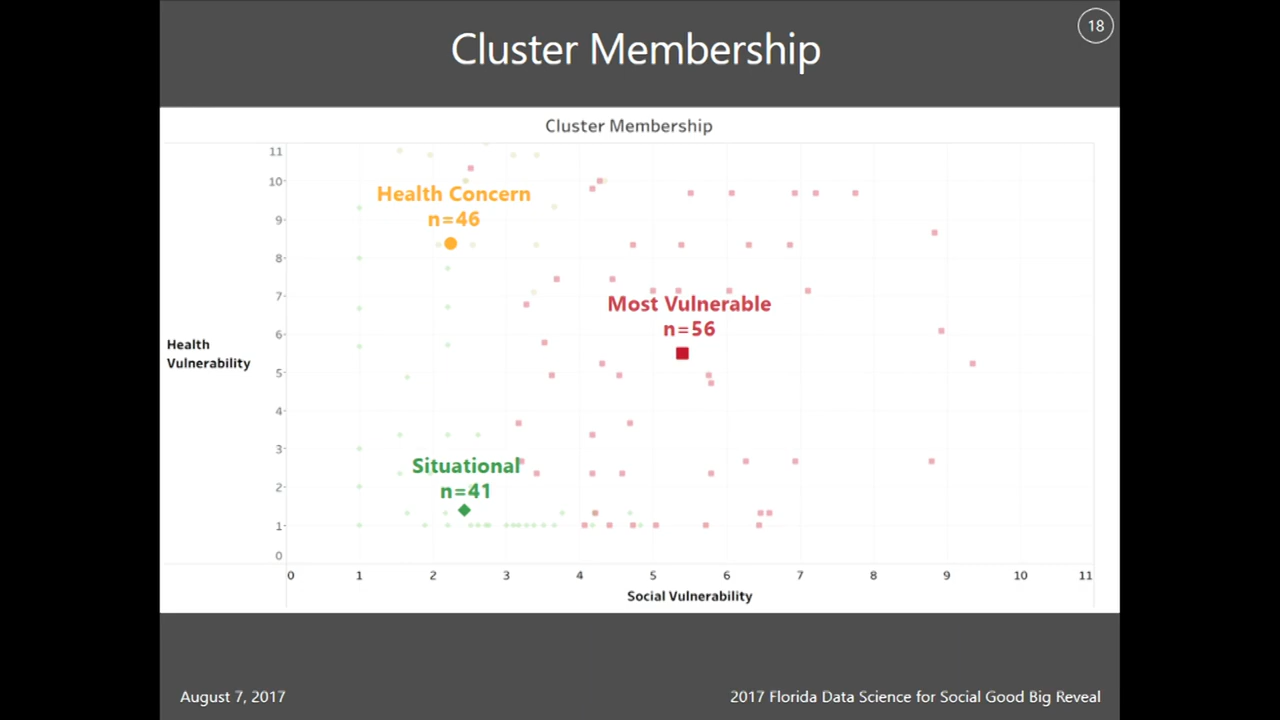 18
Cluster Membership
Cluster Membership
11
10
9
8
7
6
5
4
3
2
1
0
Health
Vulnerability
Health Concern
n=46
Most Vulnerable
n=56
Situational
n=41
0 1 2 3 4 5 6 7 8 9 10 11
Social Vulnerability
August 7, 2017
2017 Florida Data Science for Social Good Big Reveal